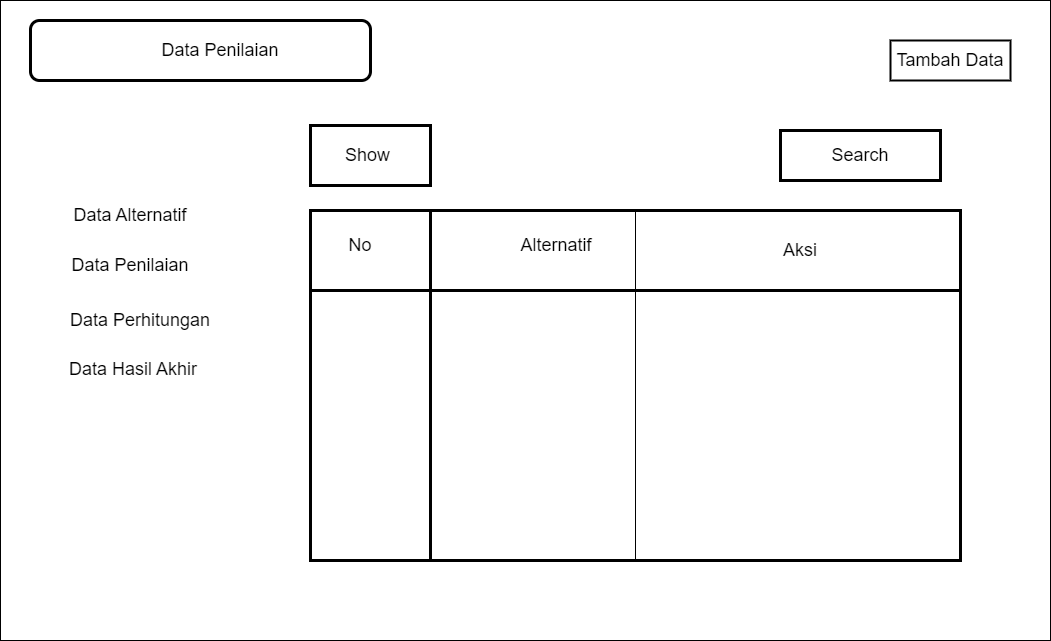 Data Penilaian
Tambah Data
Show
Search
Data Alternatif
Data Penilaian
Data Perhitungan
Data Hasil Akhir
No
Alternatif
Aksi